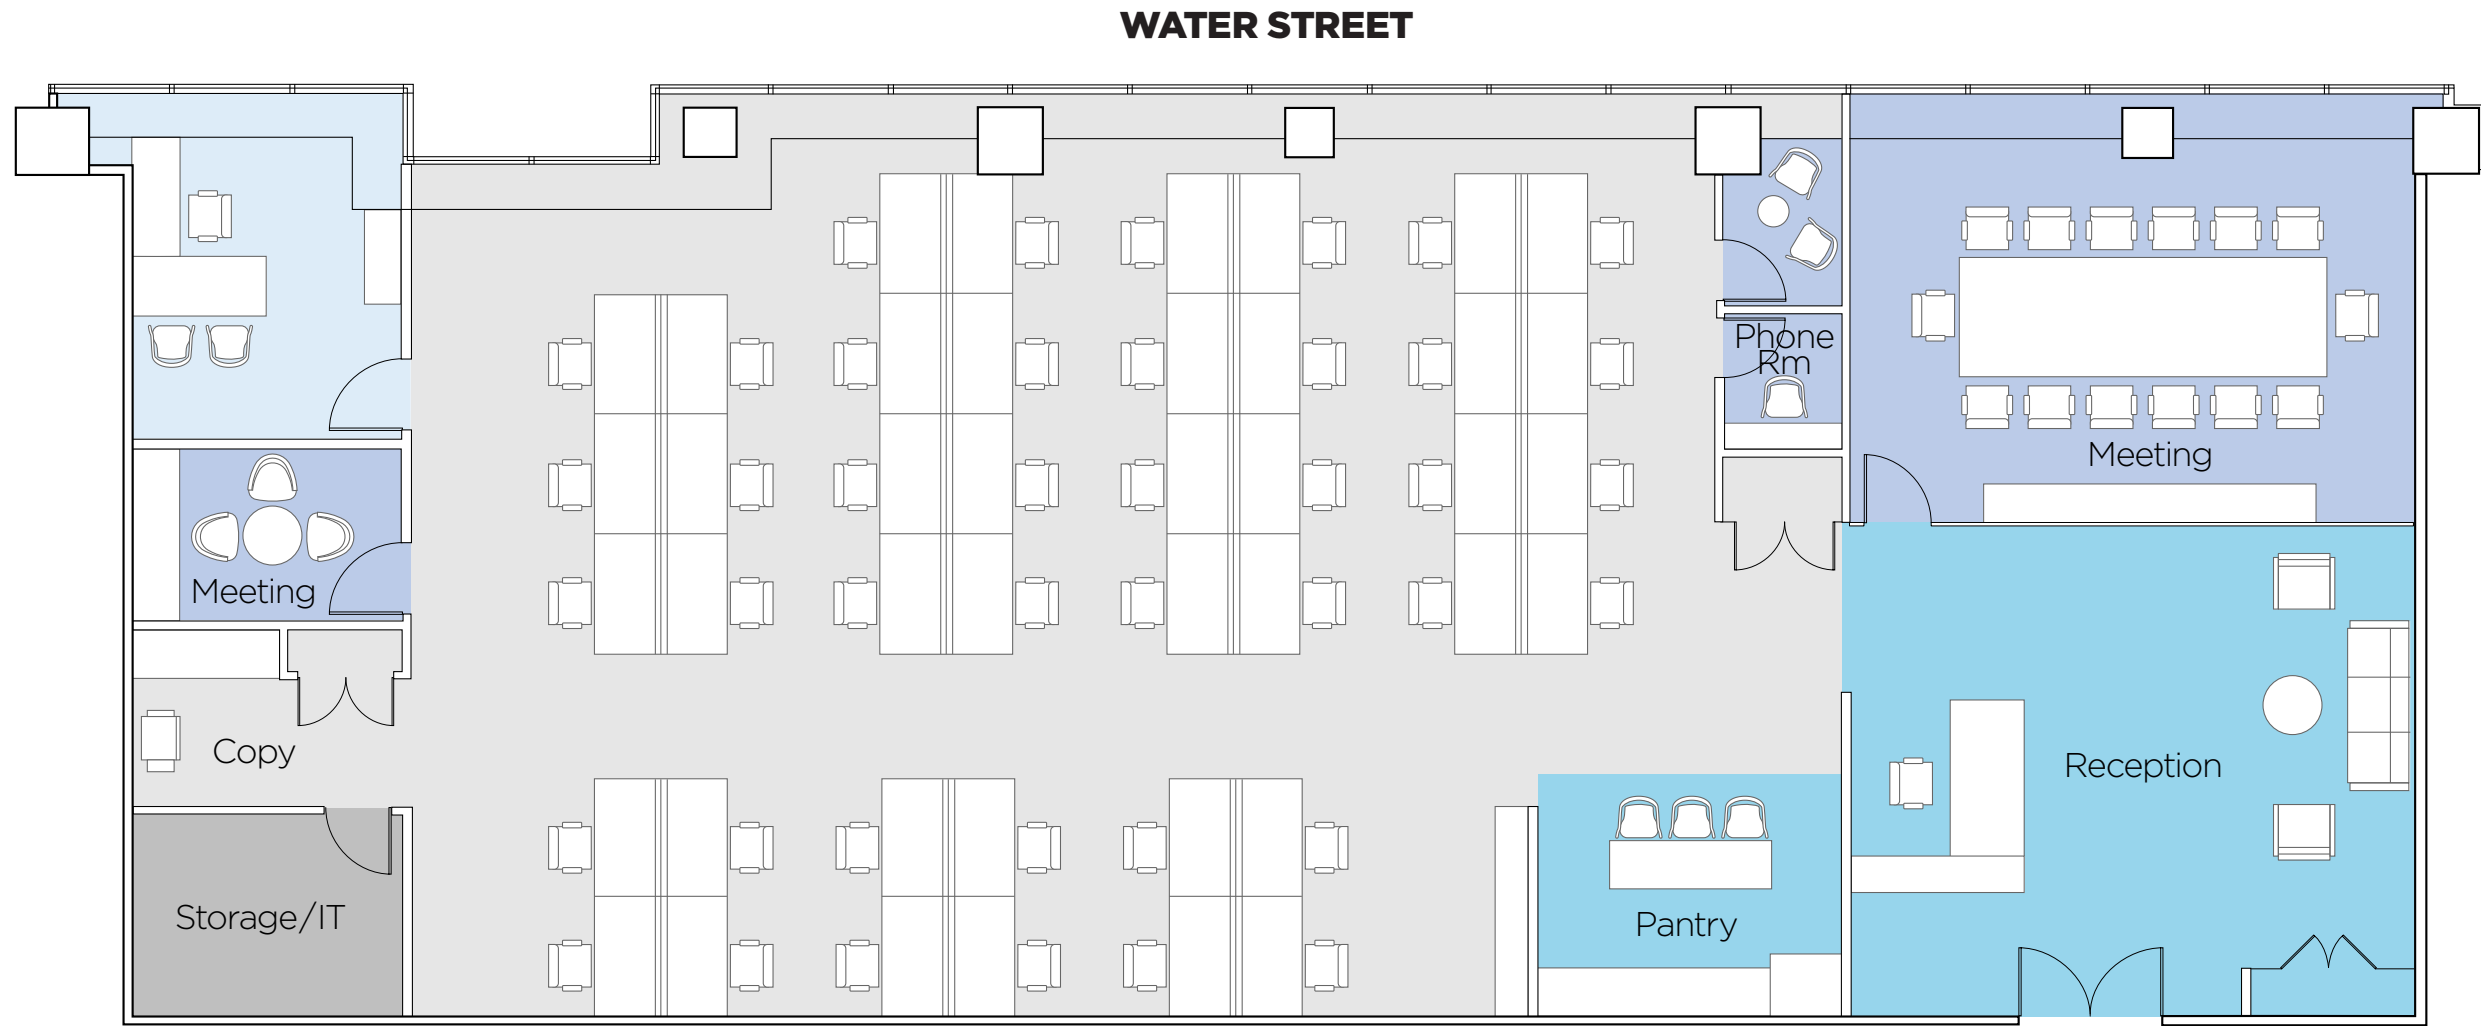 WATER STREET
Phone
Rm
Meeting
Meeting
Copy
Reception
Storage/IT
Pantry